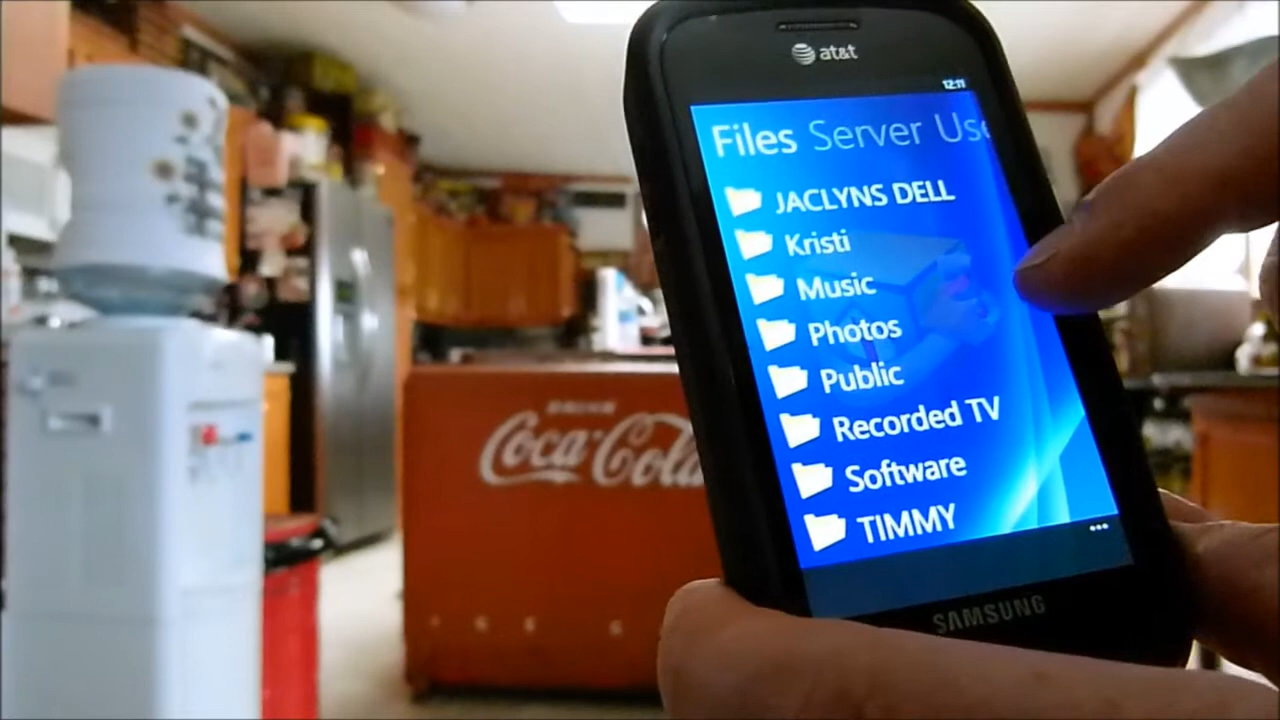 at&t
12:11
Files Server Use
JACLYNS DELL
Kristi
Music
Photos
Public
Recorded TV
Software
TIMMY
SAMSUNG
DRINK
Coca-Cola